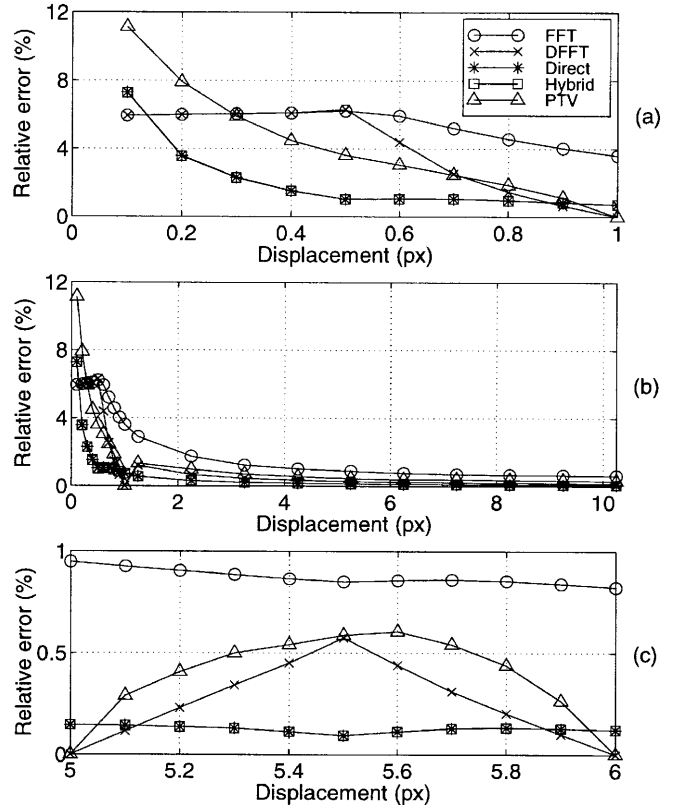 12
8
4
0
Relative error (%)
FFT
DFFT
Direct
Hybrid
PTV
(a)
0 0.2 0.4 0.6 0.8 1
Displacement (px)
12
8
4
0
Relative error (%)
(b)
0 2 4 6 8 10
Displacement (px)
1
0.5
0
Relative error (%)
(c)
5 5.2 5.4 5.6 5.8 6
Displacement (px)